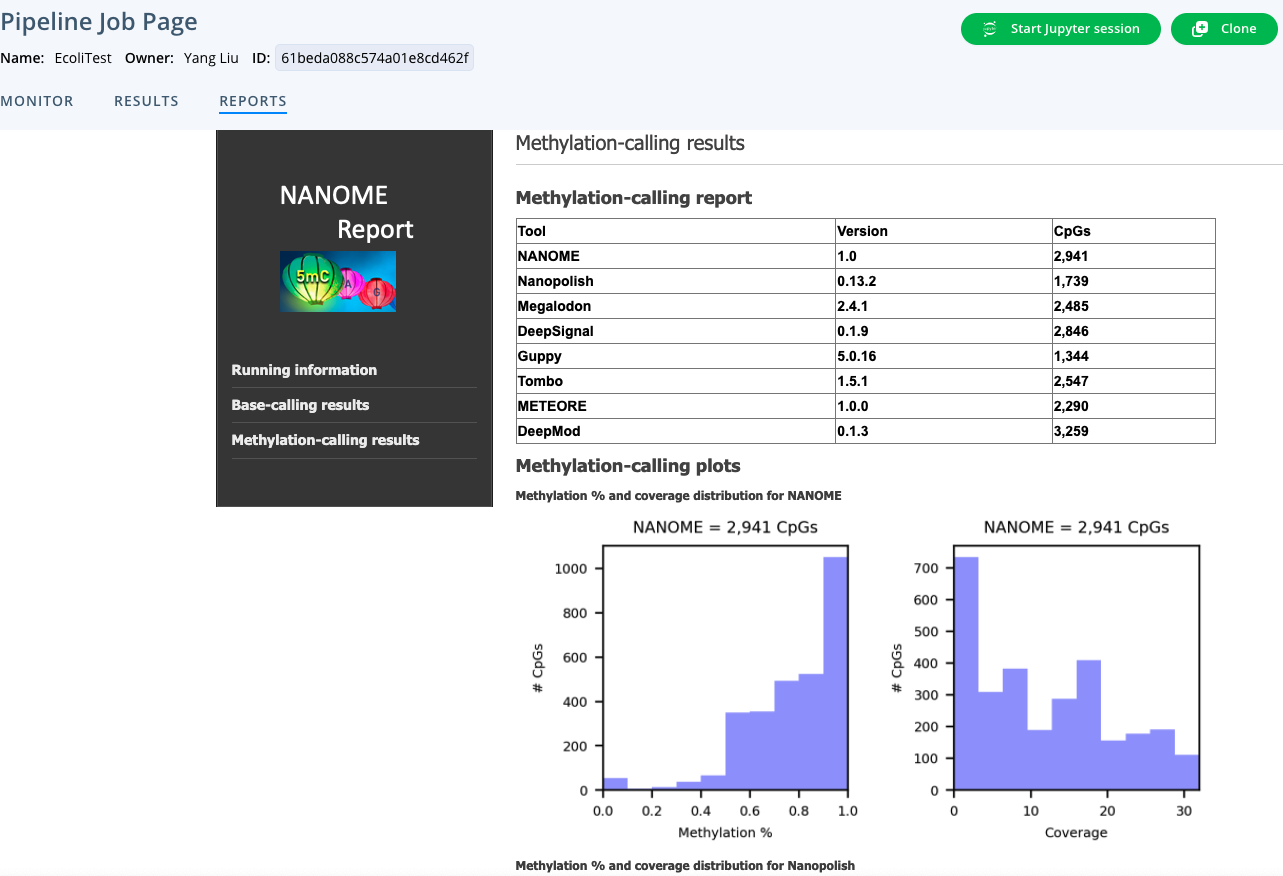 Pipeline Job Page
Start Jupyter session
Clone
Name: EcoliTest Owner: Yang Liu ID: 61beda088c574a01e8cd462f
MONITOR RESULTS REPORTS
NANOME
Report
5mC A G
Running information
Base-calling results
Methylation-calling results
Methylation-calling results
Methylation-calling report
Tool Version CpGs
NANOME 1.0 2,941
Nanopolish 0.13.2 1,739
Megalodon 2.4.1 2,485
DeepSignal 0.1.9 2,846
Guppy 5.0.16 1,344
Tombo 1.5.1 2,547
METEORE 1.0.0 2,290
DeepMod 0.1.3 3,259
Methylation-calling plots
Methylation % and coverage distribution for NANOME
NANOME = 2,941 CpGs
1000
800
600
400
200
0
# CpGs
0.0 0.2 0.4 0.6 0.8 1.0
Methylation %
NANOME = 2,941 CpGs
700
600
500
400
300
200
100
0
# CpGs
0 10 20 30
Coverage
Methylation % and coverage distribution for Nanopolish